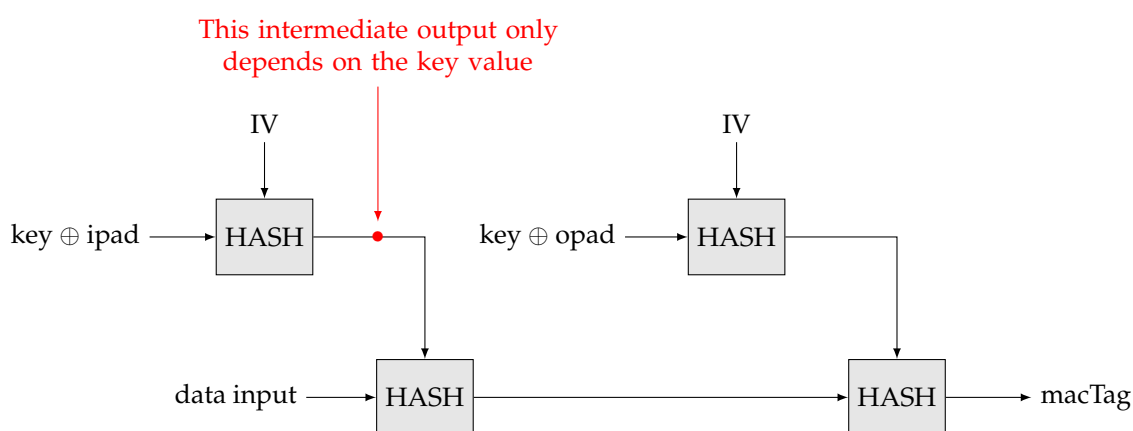 This intermediate output only
depends on the key value
IV
IV
key ⊕ ipad
HASH
key ⊕ opad
HASH
data input
HASH
HASH
macTag